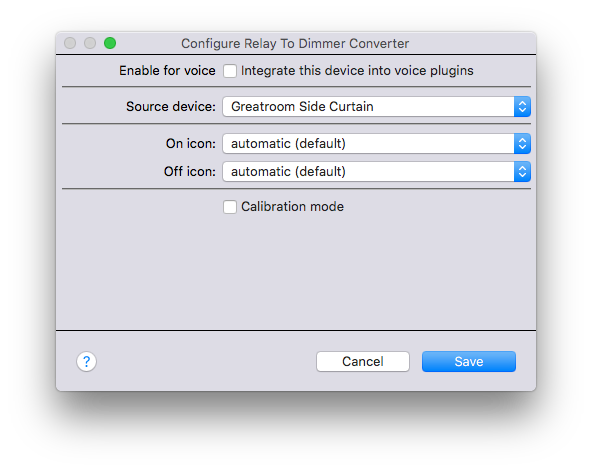 Configure Relay To Dimmer Converter
Enable for voice Integrate this device into voice plugins
Source device: Greatroom Side Curtain
On icon: automatic (default)
Off icon: automatic (default)
Calibration mode
? Cancel Save